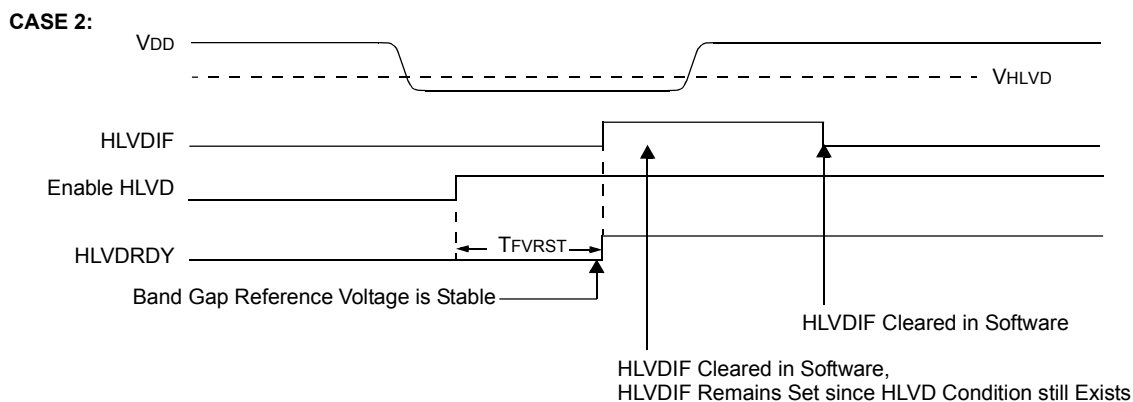 CASE 2:
VDD
VHLVD
HLVDIF
Enable HLVD
TFVRST
HLVDRDY
Band Gap Reference Voltage is Stable
HLVDIF Cleared in Software
HLVDIF Cleared in Software,
HLVDIF Remains Set since HLVD Condition still Exists